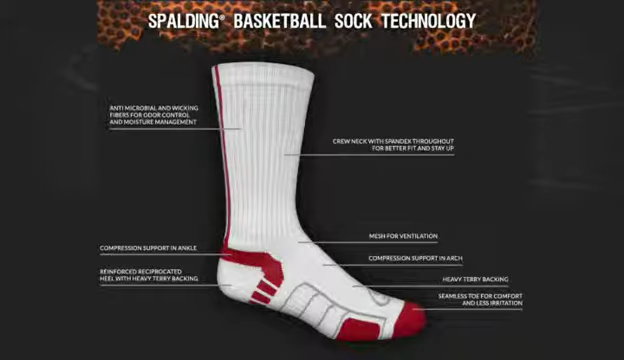 SPALDING® BASKETBALL SOCK TECHNOLOGY
ANTI MICROBIAL AND WICKING
FIBERS FOR ODOR CONTROL
AND MOISTURE MANAGEMENT
CREW NECK WITH SPANDEX THROUGHOUT
FOR BETTER FIT AND STAY UP
MESH FOR VENTILATION
COMPRESSION SUPPORT IN ANKLE
COMPRESSION SUPPORT IN ARCH
REINFORCED RECIPROCATED
HEEL WITH HEAVY TERRY BACKING
HEAVY TERRY BACKING
SEAMLESS TOE FOR COMFORT
AND LESS IRRITATION